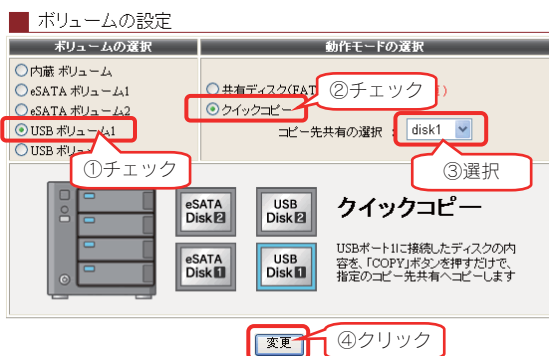 ボリュームの設定
ボリュームの選択
動作モードの選択
内蔵 ボリューム
eSATA ボリューム1
共有ディスク(FAT
②チェック
eSATA ボリューム2
クイックコピー
USB ボリューム1
コピー先共有の選択 : disk1
USB ボリュ
①チェック
③選択
eSATA Disk2
USB Disk2
クイックコピー
eSATA Disk1
USB Disk1
USBポート1に接続したディスクの内
容を、「COPY」ボタンを押すだけで、
指定のコピー先共有へコピーします
変更
④クリック